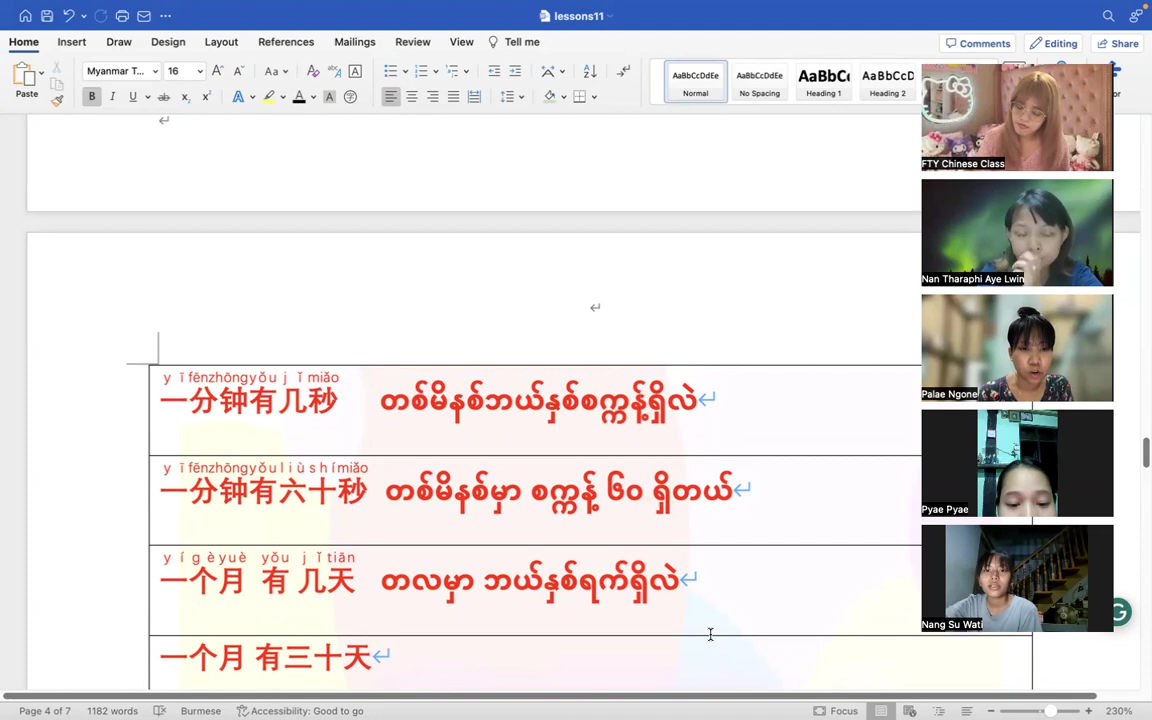 lessons11
Home Insert Draw Design Layout References Mailings Review View Tell me Comments Editing Share
Paste
Myanmar T... 16
AaBbCcDdEe Normal
AaBbCcDdEe No Spacing
AaBbCc Heading 1
AaBbCcD Heading 2
FTY Chinese Class
Nan Tharaphi Aye Lwin
Palae Ngone
Pyae Pyae
Nang Su Wati
yī fēnzhōngyǒu jǐ miǎo
一分钟有几秒 တစ်မိနစ်ဘယ်နှစ်စက္ကန့်ရှိလဲ
yī fēnzhōngyǒu liù shí miǎo
一分钟有六十秒 တစ်မိနစ်မှာ စက္ကန့် ၆၀ ရှိတယ်
yí gè yuè yǒu jǐ tiān
一个月 有 几天 တလမှာ ဘယ်နှစ်ရက်ရှိလဲ
一个月 有三十天
Page 4 of 7 1182 words Burmese Accessibility: Good to go Focus 230%